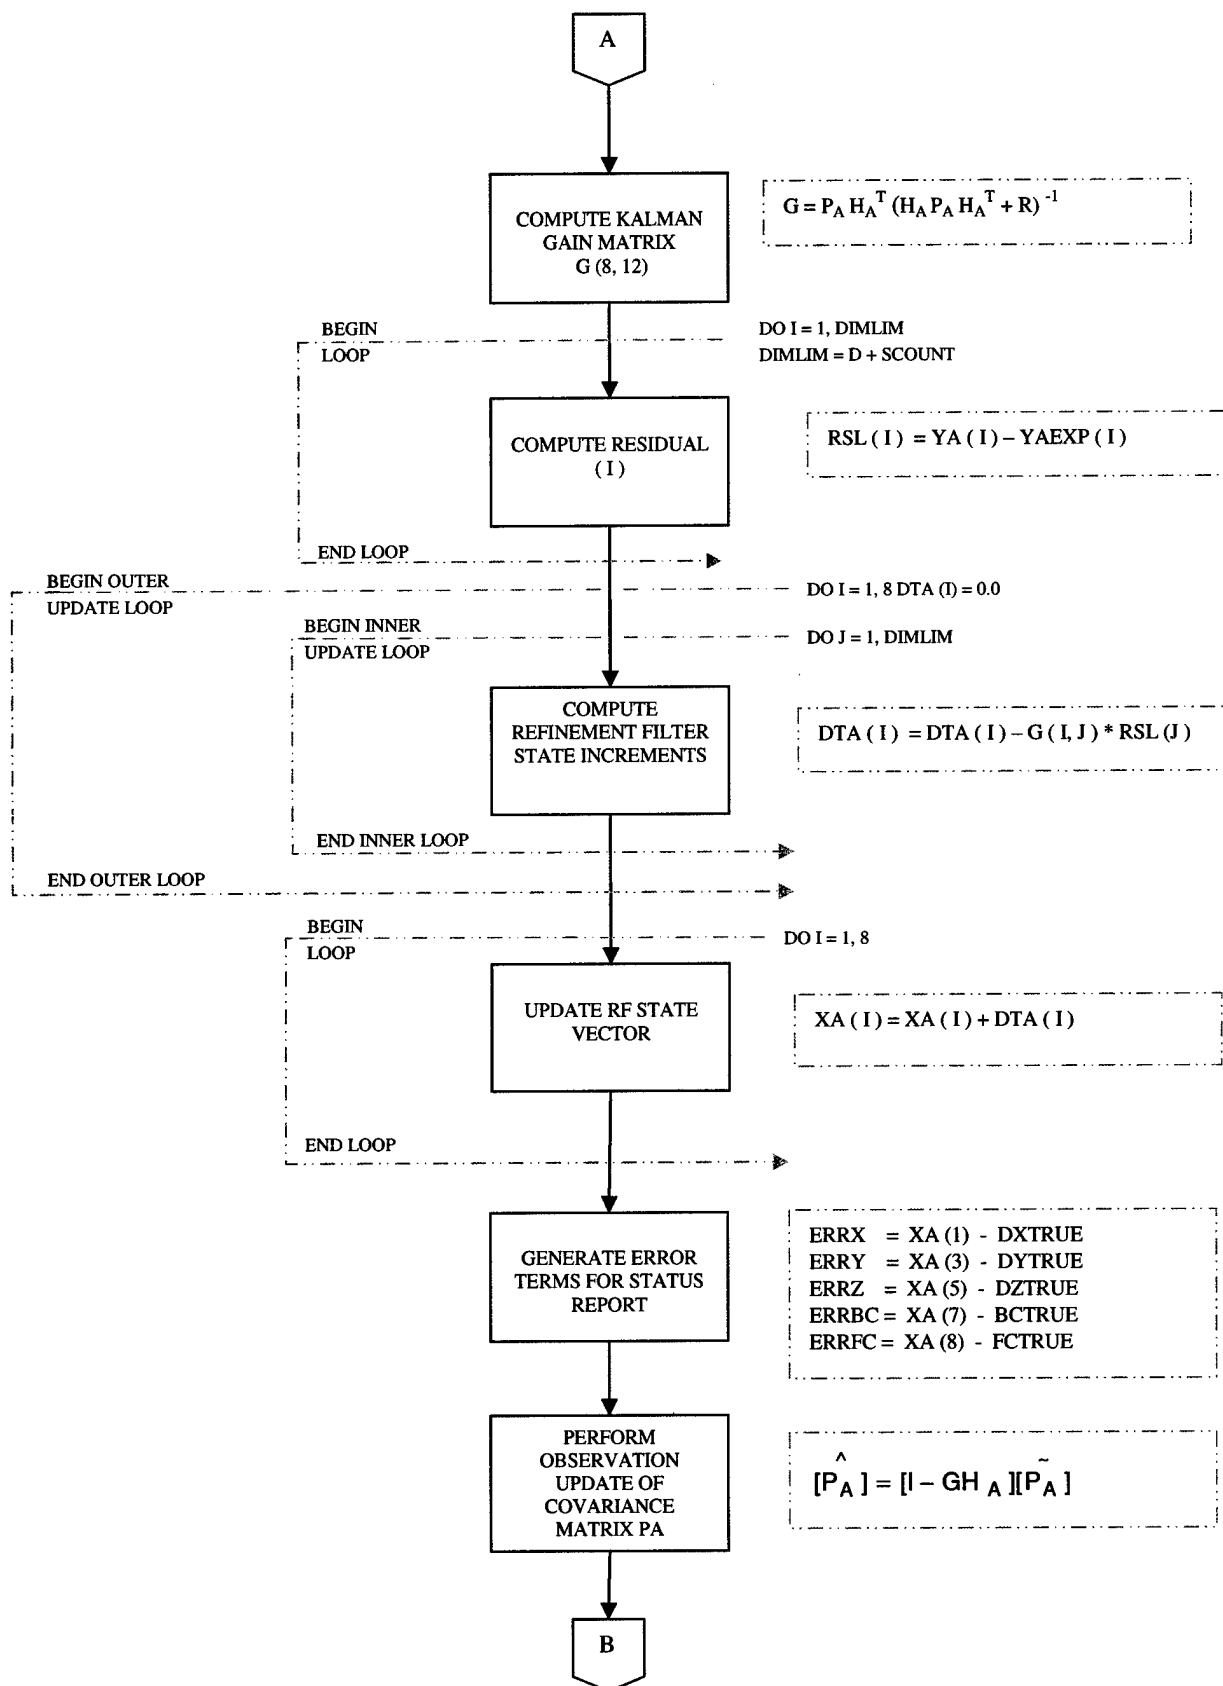 A
COMPUTE KALMAN
GAIN MATRIX
G (8, 12)
G = P_A H_A^T (H_A P_A H_A^T + R)^-1
BEGIN
LOOP
DO I = 1, DIMLIM
DIMLIM = D + SCOUNT
COMPUTE RESIDUAL
( I )
RSL ( I ) = YA ( I ) – YAEXP ( I )
END LOOP
BEGIN OUTER
UPDATE LOOP
DO I = 1, 8 DTA (I) = 0.0
BEGIN INNER
UPDATE LOOP
DO J = 1, DIMLIM
COMPUTE
REFINEMENT FILTER
STATE INCREMENTS
DTA ( I ) = DTA ( I ) – G ( I, J ) * RSL (J )
END INNER LOOP
END OUTER LOOP
BEGIN
LOOP
DO I = 1, 8
UPDATE RF STATE
VECTOR
XA ( I ) = XA ( I ) + DTA ( I )
END LOOP
GENERATE ERROR
TERMS FOR STATUS
REPORT
ERRX = XA (1) - DXTRUE
ERRY = XA (3) - DYTRUE
ERRZ = XA (5) - DZTRUE
ERRBC = XA (7) - BCTRUE
ERRFC = XA (8) - FCTRUE
PERFORM
OBSERVATION
UPDATE OF
COVARIANCE
MATRIX PA
[P̂_A] = [I – GH_A][P̃_A]
B